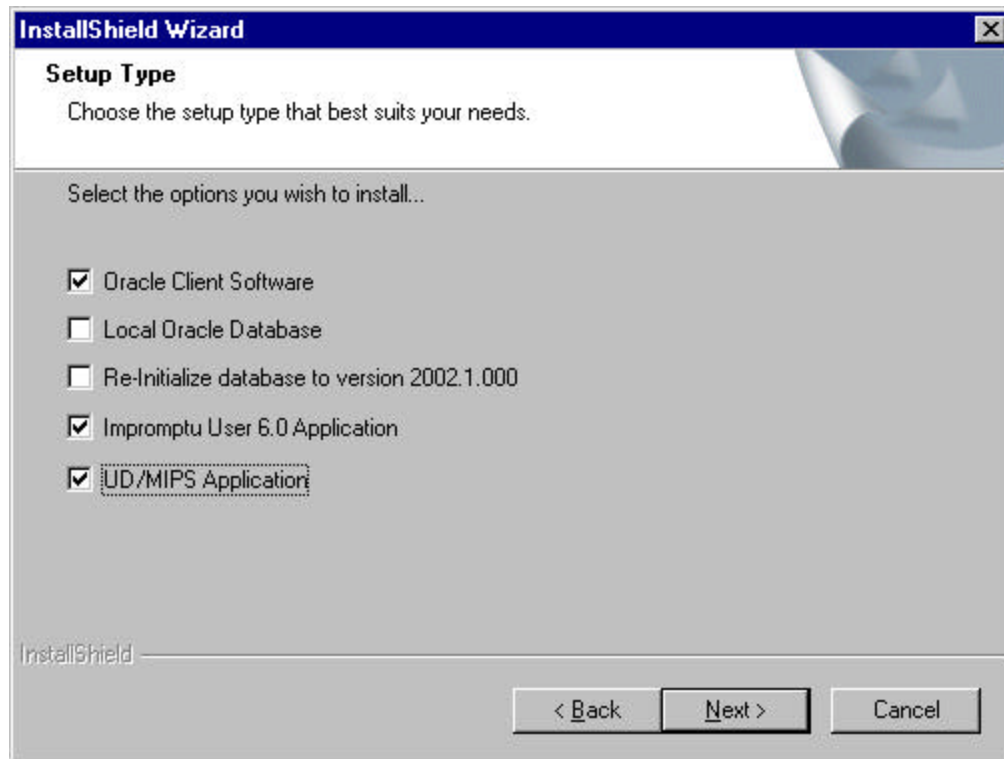 InstallShield Wizard
Setup Type
Choose the setup type that best suits your needs.
Select the options you wish to install...
Oracle Client Software
Local Oracle Database
Re-Initialize database to version 2002.1.000
Impromptu User 6.0 Application
UD/MIPS Application
InstallShield
< Back
Next >
Cancel